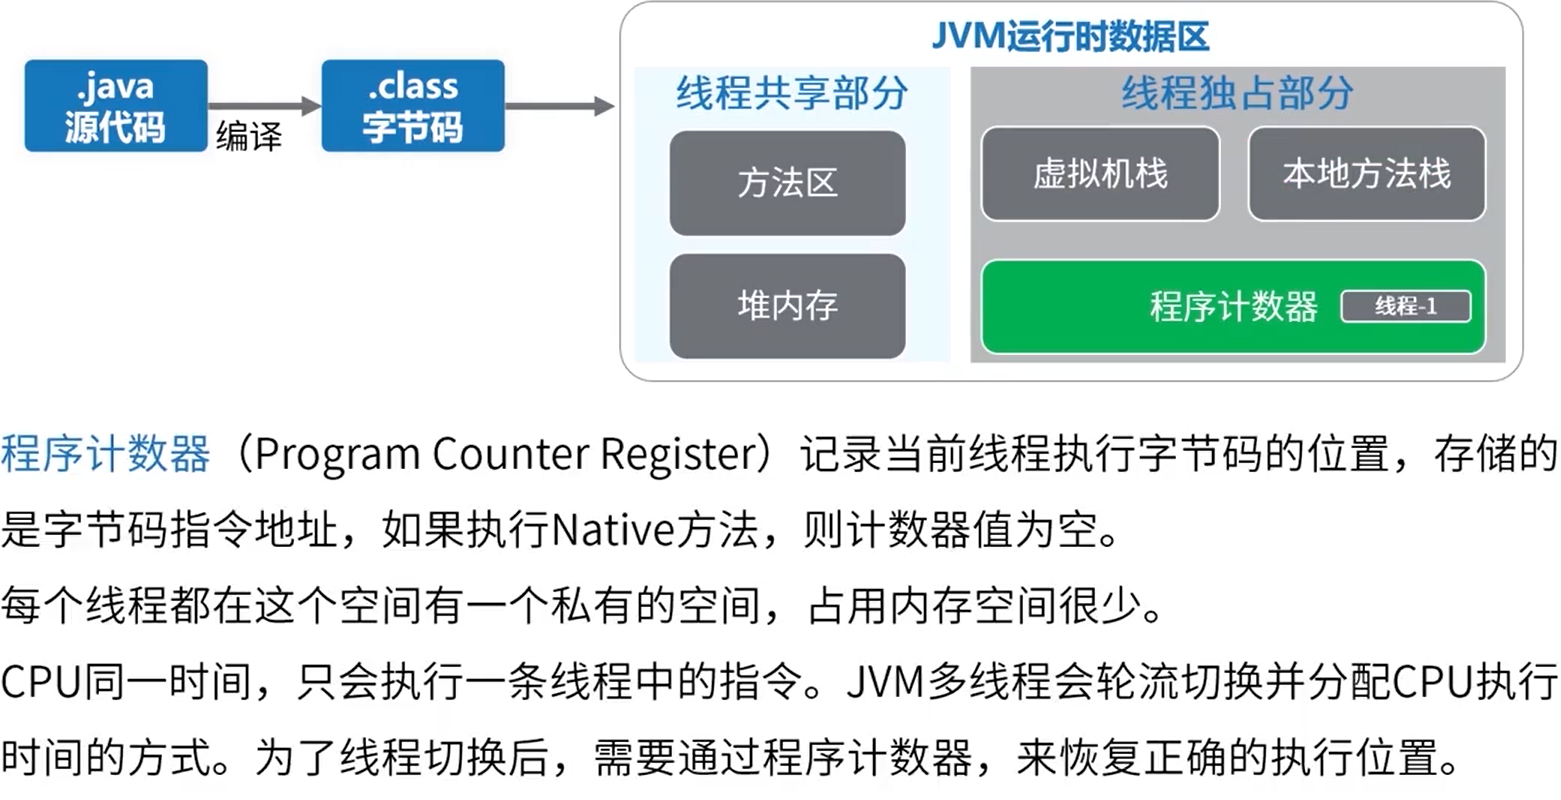 JVM运行时数据区
.java
源代码
编译
.class
字节码
线程共享部分
方法区
堆内存
线程独占部分
虚拟机栈
本地方法栈
程序计数器
线程-1
程序计数器（Program Counter Register）记录当前线程执行字节码的位置，存储的
是字节码指令地址，如果执行Native方法，则计数器值为空。
每个线程都在这个空间有一个私有的空间，占用内存空间很少。
CPU同一时间，只会执行一条线程中的指令。JVM多线程会轮流切换并分配CPU执行
时间的方式。为了线程切换后，需要通过程序计数器，来恢复正确的执行位置。